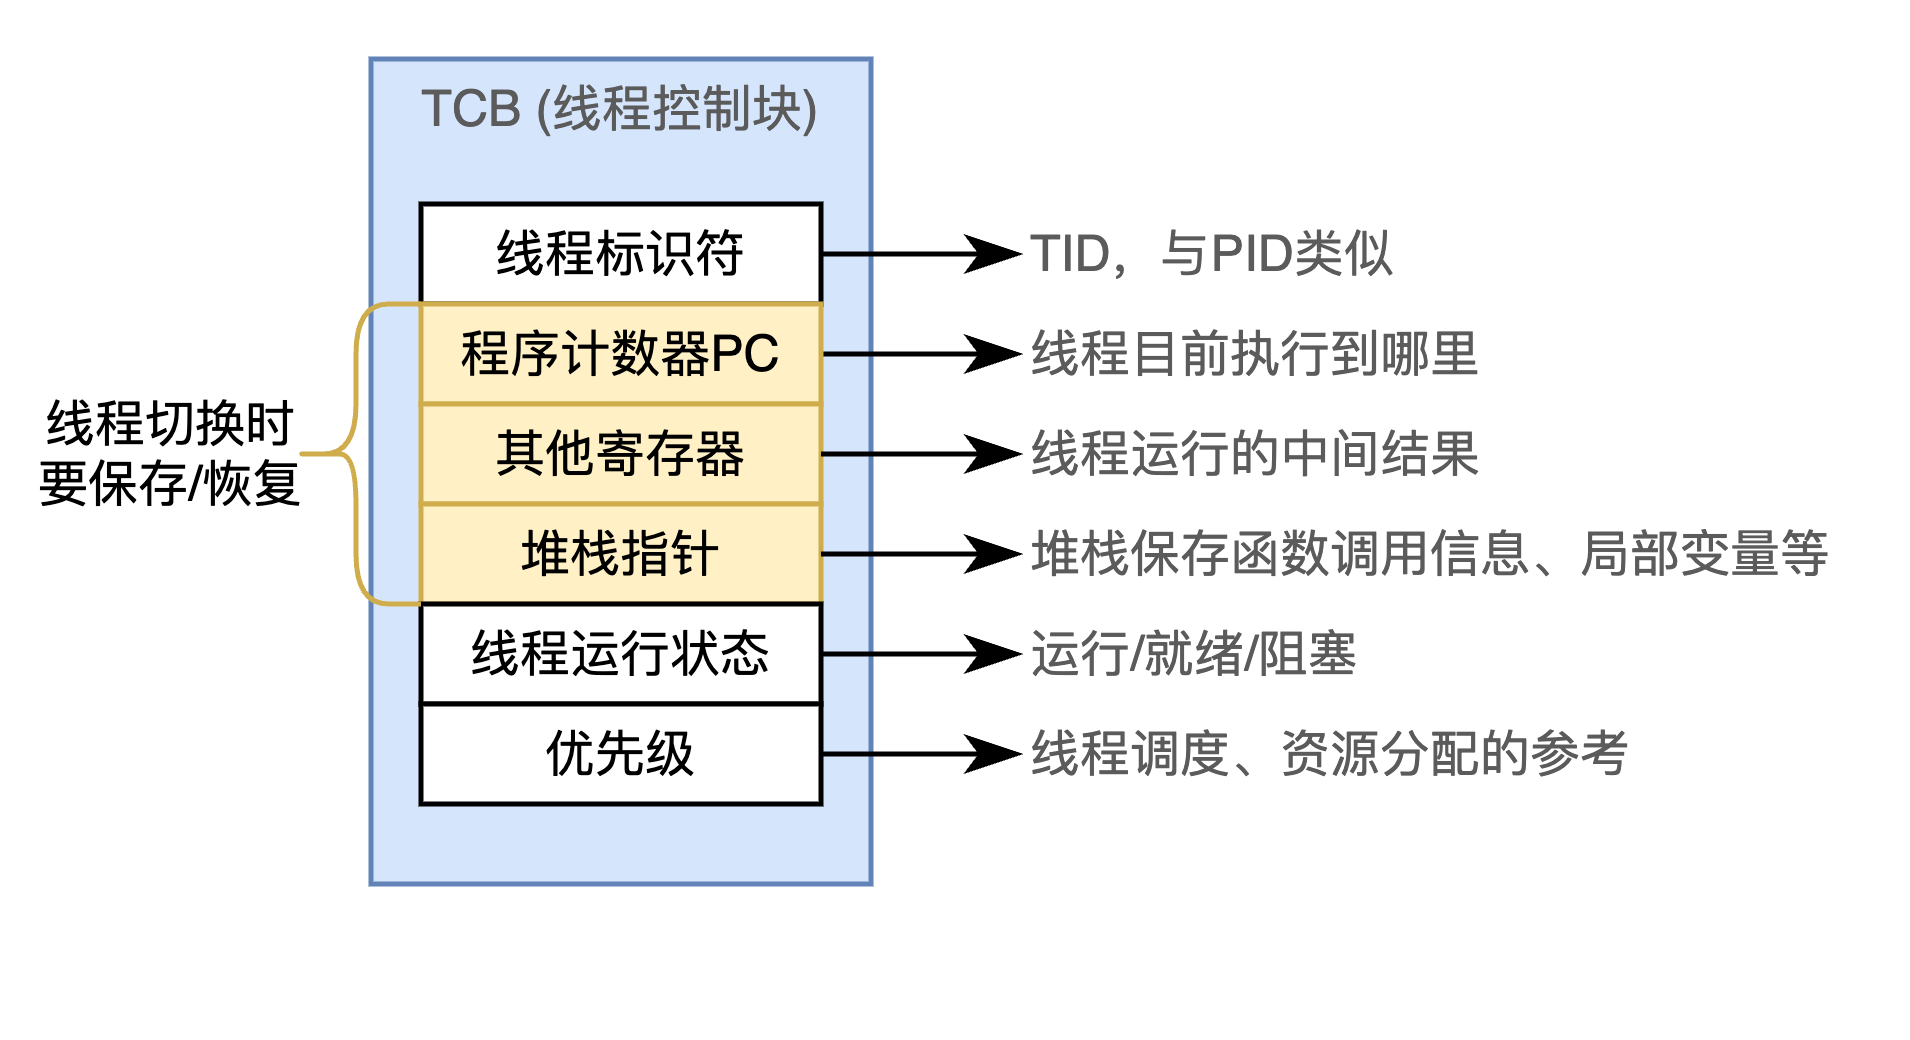 TCB (线程控制块)
线程标识符
TID，与PID类似
程序计数器PC
线程目前执行到哪里
线程切换时
要保存/恢复
其他寄存器
线程运行的中间结果
堆栈指针
堆栈保存函数调用信息、局部变量等
线程运行状态
运行/就绪/阻塞
优先级
线程调度、资源分配的参考